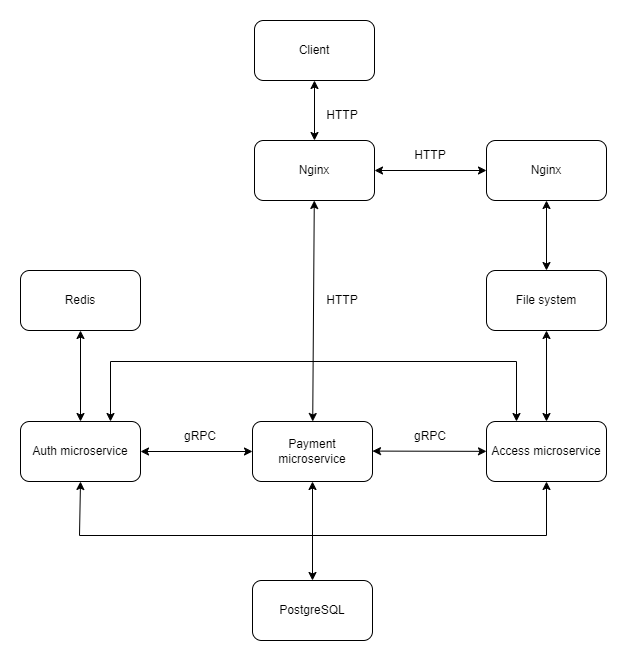 Client
HTTP
HTTP
Nginx
Nginx
Redis
HTTP
File system
gRPC
gRPC
Auth microservice
Payment
microservice
Access microservice
PostgreSQL